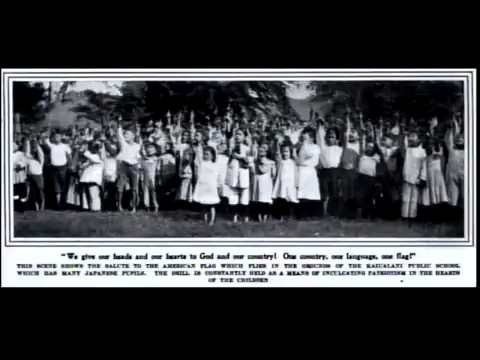 "We give our heads and our hearts to God and our country! One country, one language, one flag!"
THIS SCENE SHOWS THE SALUTE TO THE AMERICAN FLAG WHICH FLIES IN THE GROUNDS OF THE KAIULANI PUBLIC SCHOOL
WHICH HAS MANY JAPANESE PUPILS. THE DRILL IS CONSTANTLY HELD AS A MEANS OF INCULCATING PATRIOTISM IN THE HEARTS
OF THE CHILDREN